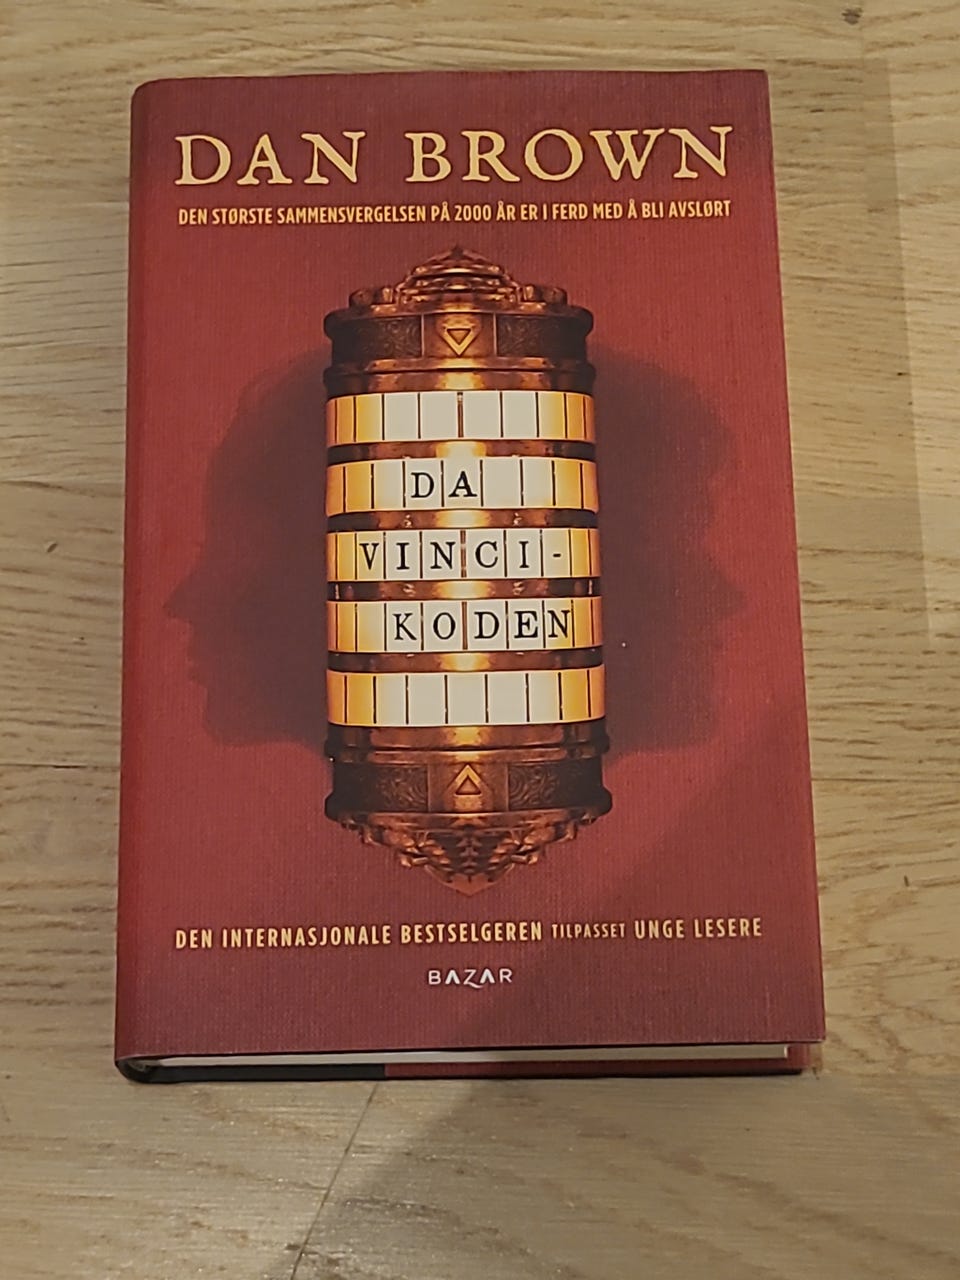 DAN BROWN
DEN STØRSTE SAMMENSVERGELSEN PÅ 2000 ÅR ER I FERD MED Å BLI AVSLØRT
DA
VINCI-
KODEN
DEN INTERNASJONALE BESTSELGEREN TILPASSET UNGE LESERE
BAZAR